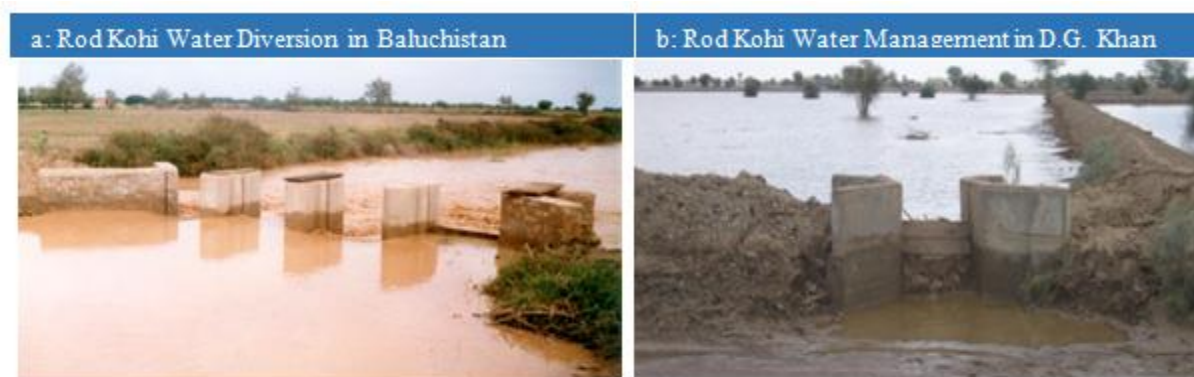 a: Rod Kohi Water Diversion in Baluchistan
b: Rod Kohi Water Management in D.G. Khan